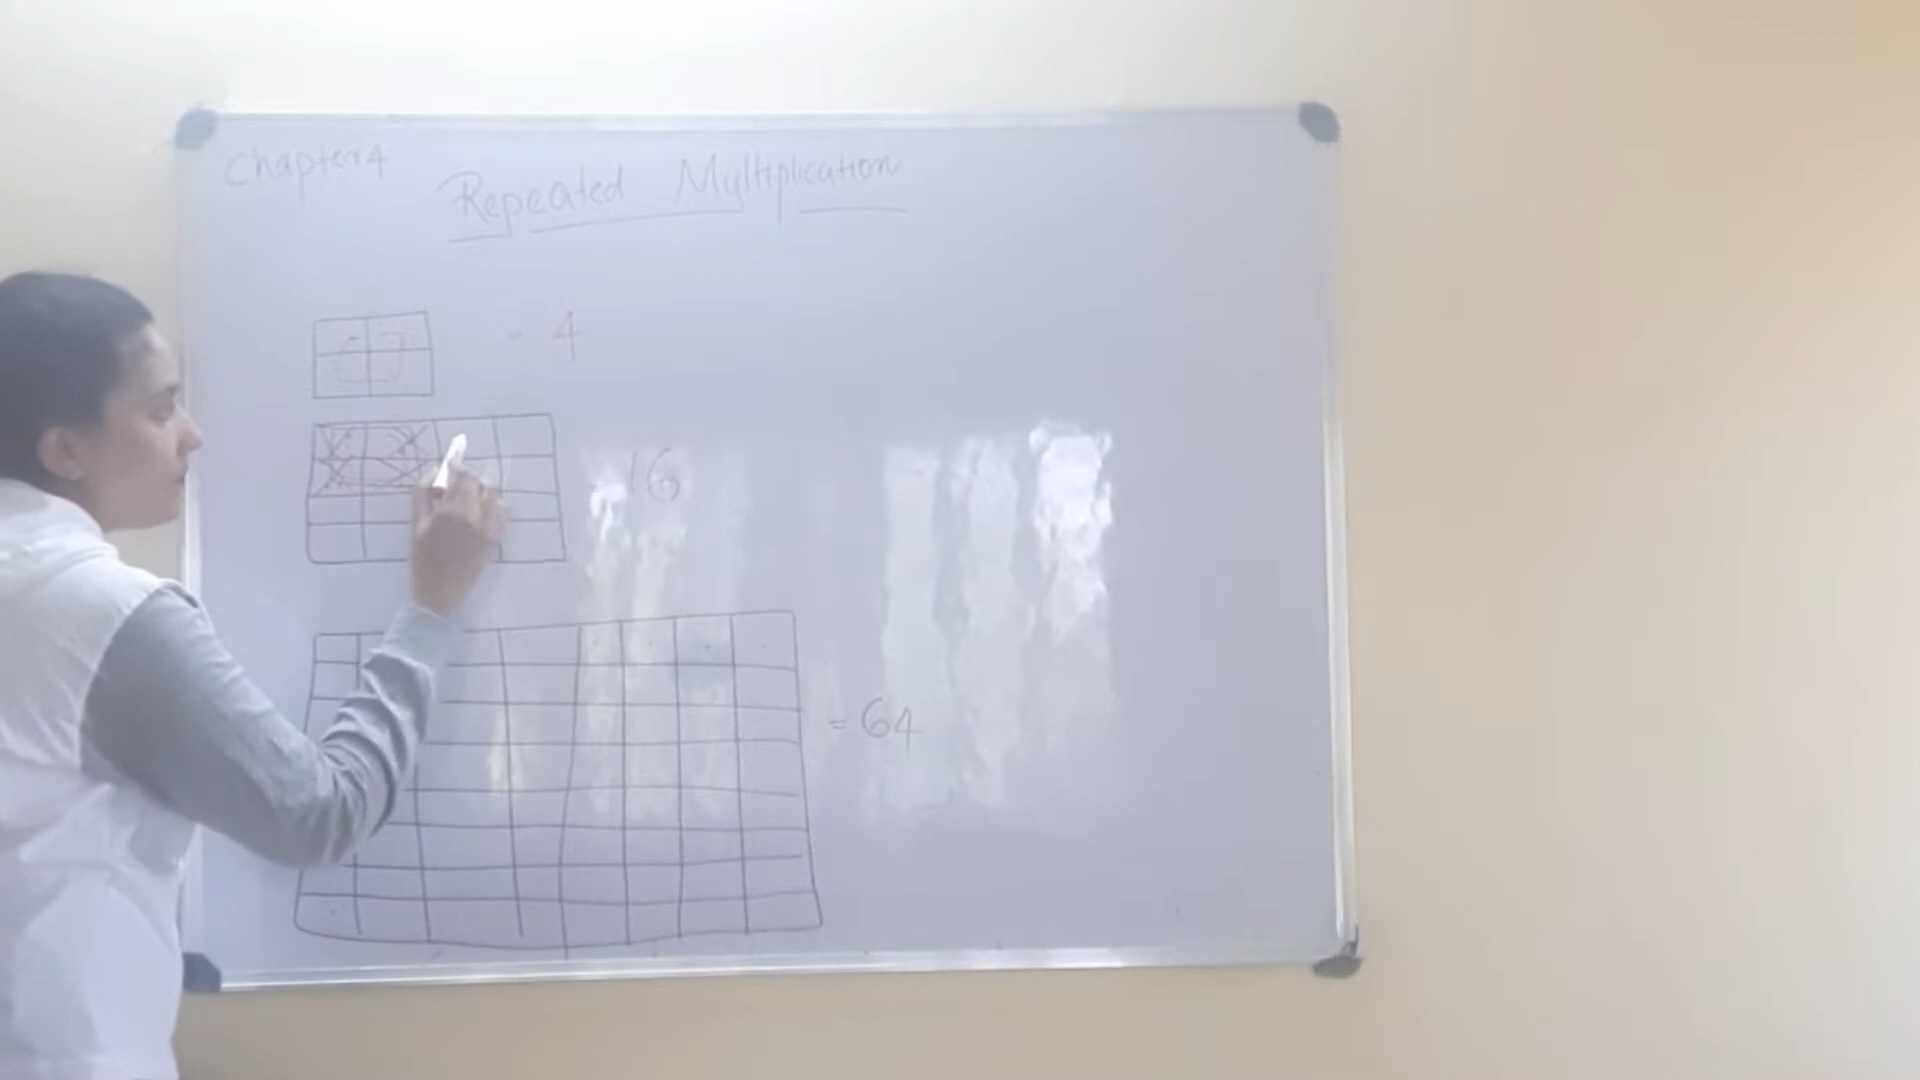 Chapter 4
Repeated Multiplication
= 4
16
= 64